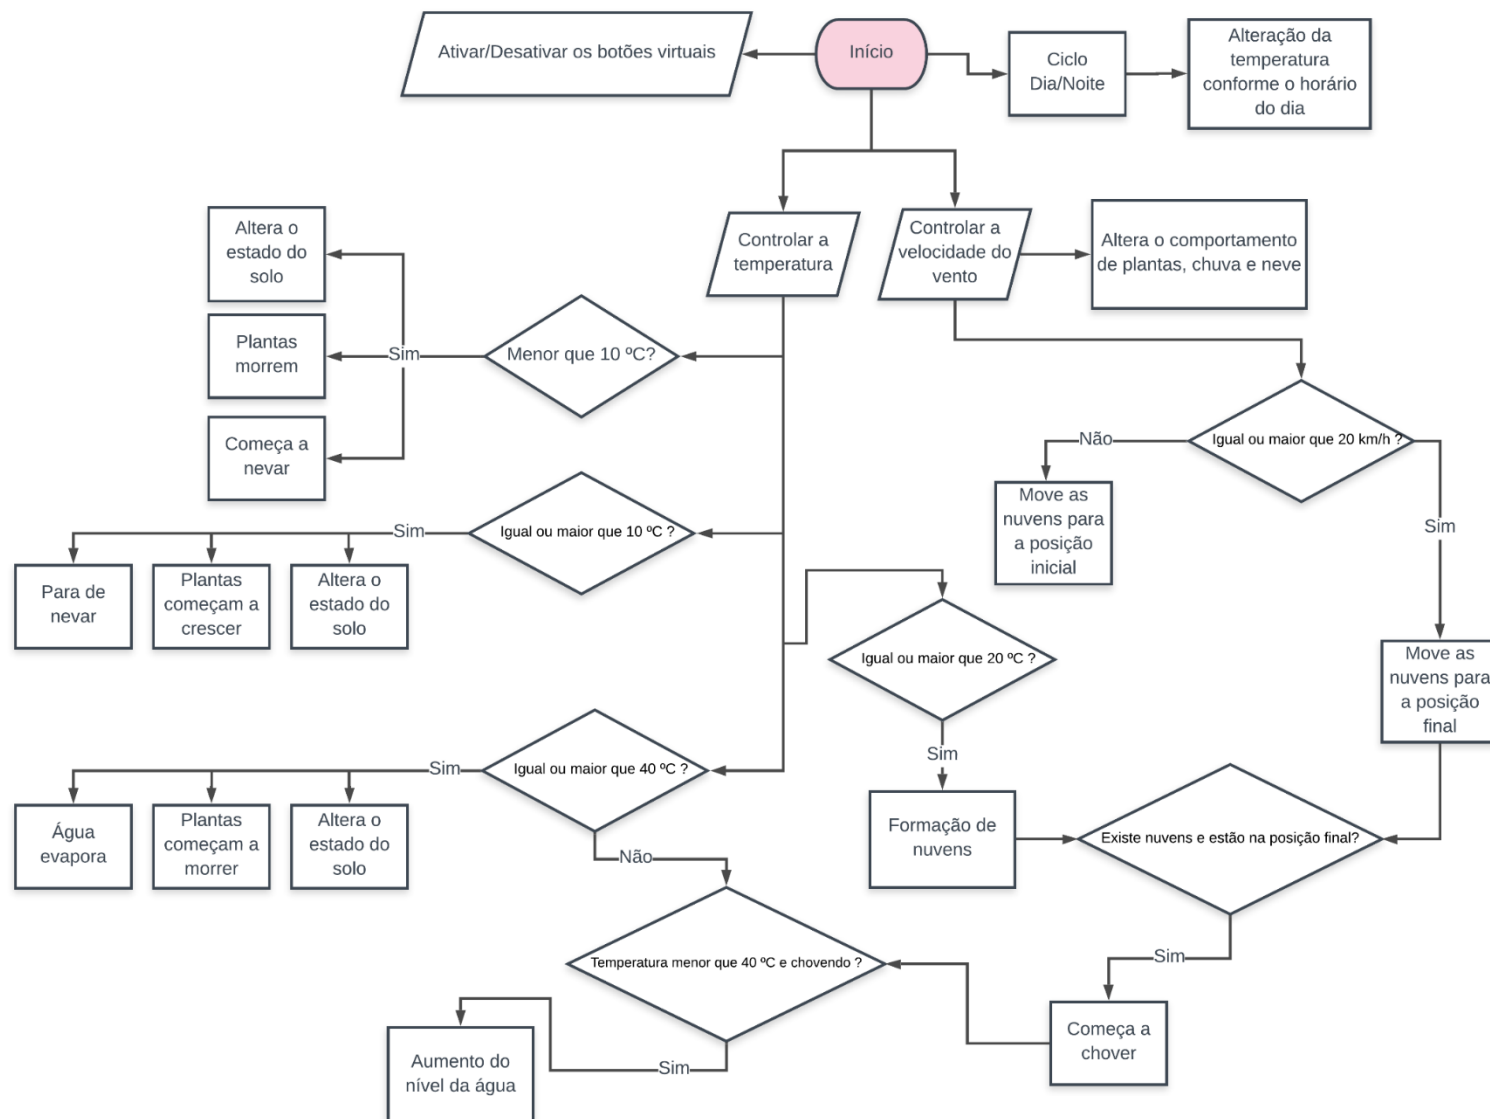 Ativar/Desativar os botões virtuais
Início
Ciclo
Dia/Noite
Alteração da
temperatura
conforme o horário
do dia
Altera o
estado do
solo
Controlar a
temperatura
Controlar a
velocidade do
vento
Altera o comportamento
de plantas, chuva e neve
Plantas
morrem
Sim
Menor que 10 ºC?
Começa a
nevar
Não
Igual ou maior que 20 km/h ?
Move as
nuvens para
a posição
inicial
Sim
Sim
Igual ou maior que 10 ºC ?
Para de
nevar
Plantas
começam a
crescer
Altera o
estado do
solo
Igual ou maior que 20 ºC ?
Move as
nuvens para
a posição
final
Sim
Sim
Igual ou maior que 40 ºC ?
Água
evapora
Plantas
começam a
morrer
Altera o
estado do
solo
Formação de
nuvens
Existe nuvens e estão na posição final?
Não
Sim
Temperatura menor que 40 ºC e chovendo ?
Começa a
chover
Sim
Aumento do
nível da água